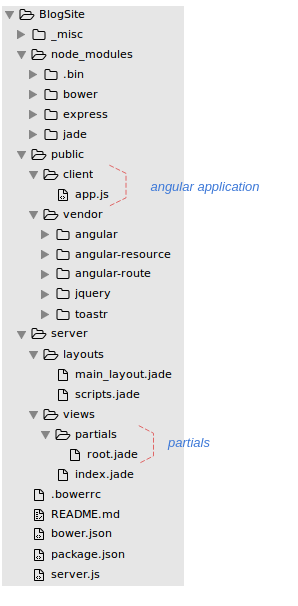 BlogSite
_misc
node_modules
.bin
bower
express
jade
public
client
app.js
angular application
vendor
angular
angular-resource
angular-route
jquery
toastr
server
layouts
main_layout.jade
scripts.jade
views
partials
root.jade
partials
index.jade
.bowerrc
README.md
bower.json
package.json
server.js